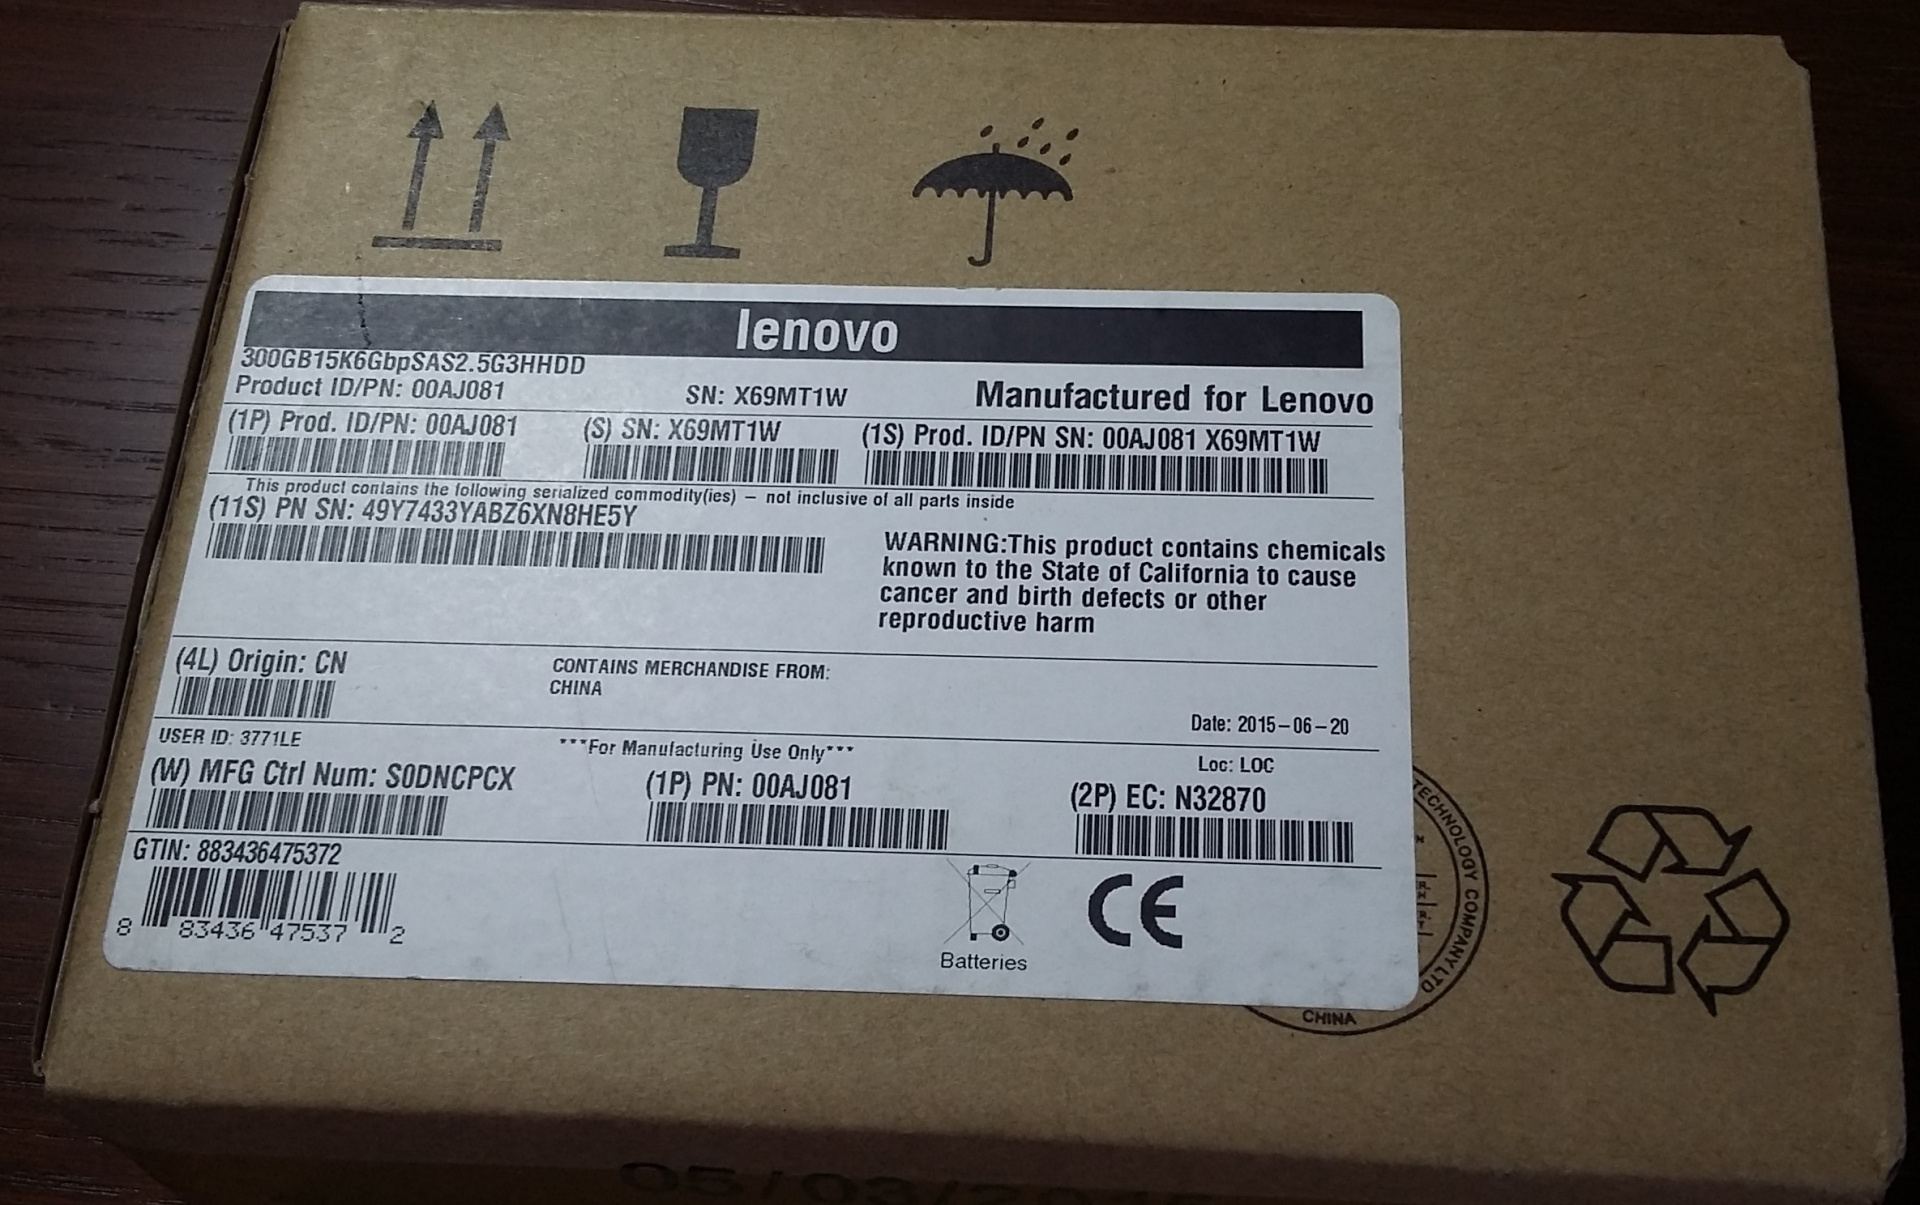 lenovo
300GB15K6GbpSAS2.5G3HHDD
Product ID/PN: 00AJ081 SN: X69MT1W Manufactured for Lenovo
(1P) Prod. ID/PN: 00AJ081 (S) SN: X69MT1W (1S) Prod. ID/PN SN: 00AJ081 X69MT1W
This product contains the following serialized commodity(ies) – not inclusive of all parts inside
(11S) PN SN: 49Y7433YABZ6XN8HE5Y
WARNING:This product contains chemicals
known to the State of California to cause
cancer and birth defects or other
reproductive harm
(4L) Origin: CN
CONTAINS MERCHANDISE FROM:
CHINA
Date: 2015-06-20
USER ID: 3771LE ***For Manufacturing Use Only*** Loc: LOC
(W) MFG Ctrl Num: S0DNCPCX (1P) PN: 00AJ081 (2P) EC: N32870
GTIN: 883436475372
8 83436 47537 2
Batteries
CE
TECHNOLOGY COMPANY LTD
CHINA